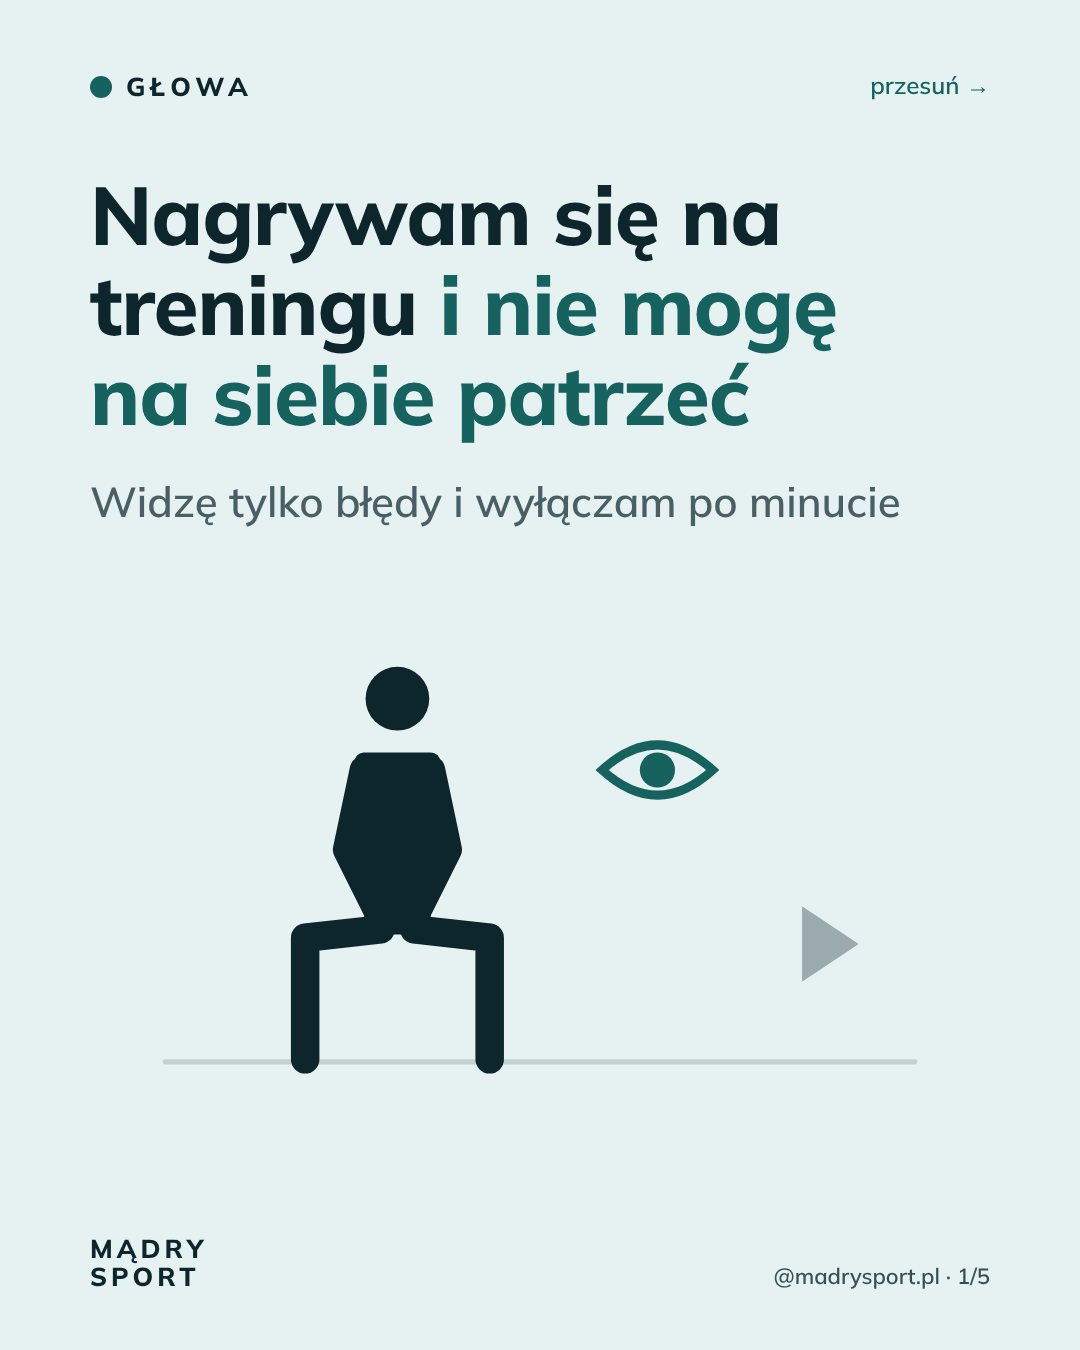 GŁOWA
przesuń →
Nagrywam się na
treningu i nie mogę
na siebie patrzeć
Widzę tylko błędy i wyłączam po minucie
MĄDRY
SPORT
@madrysport.pl · 1/5